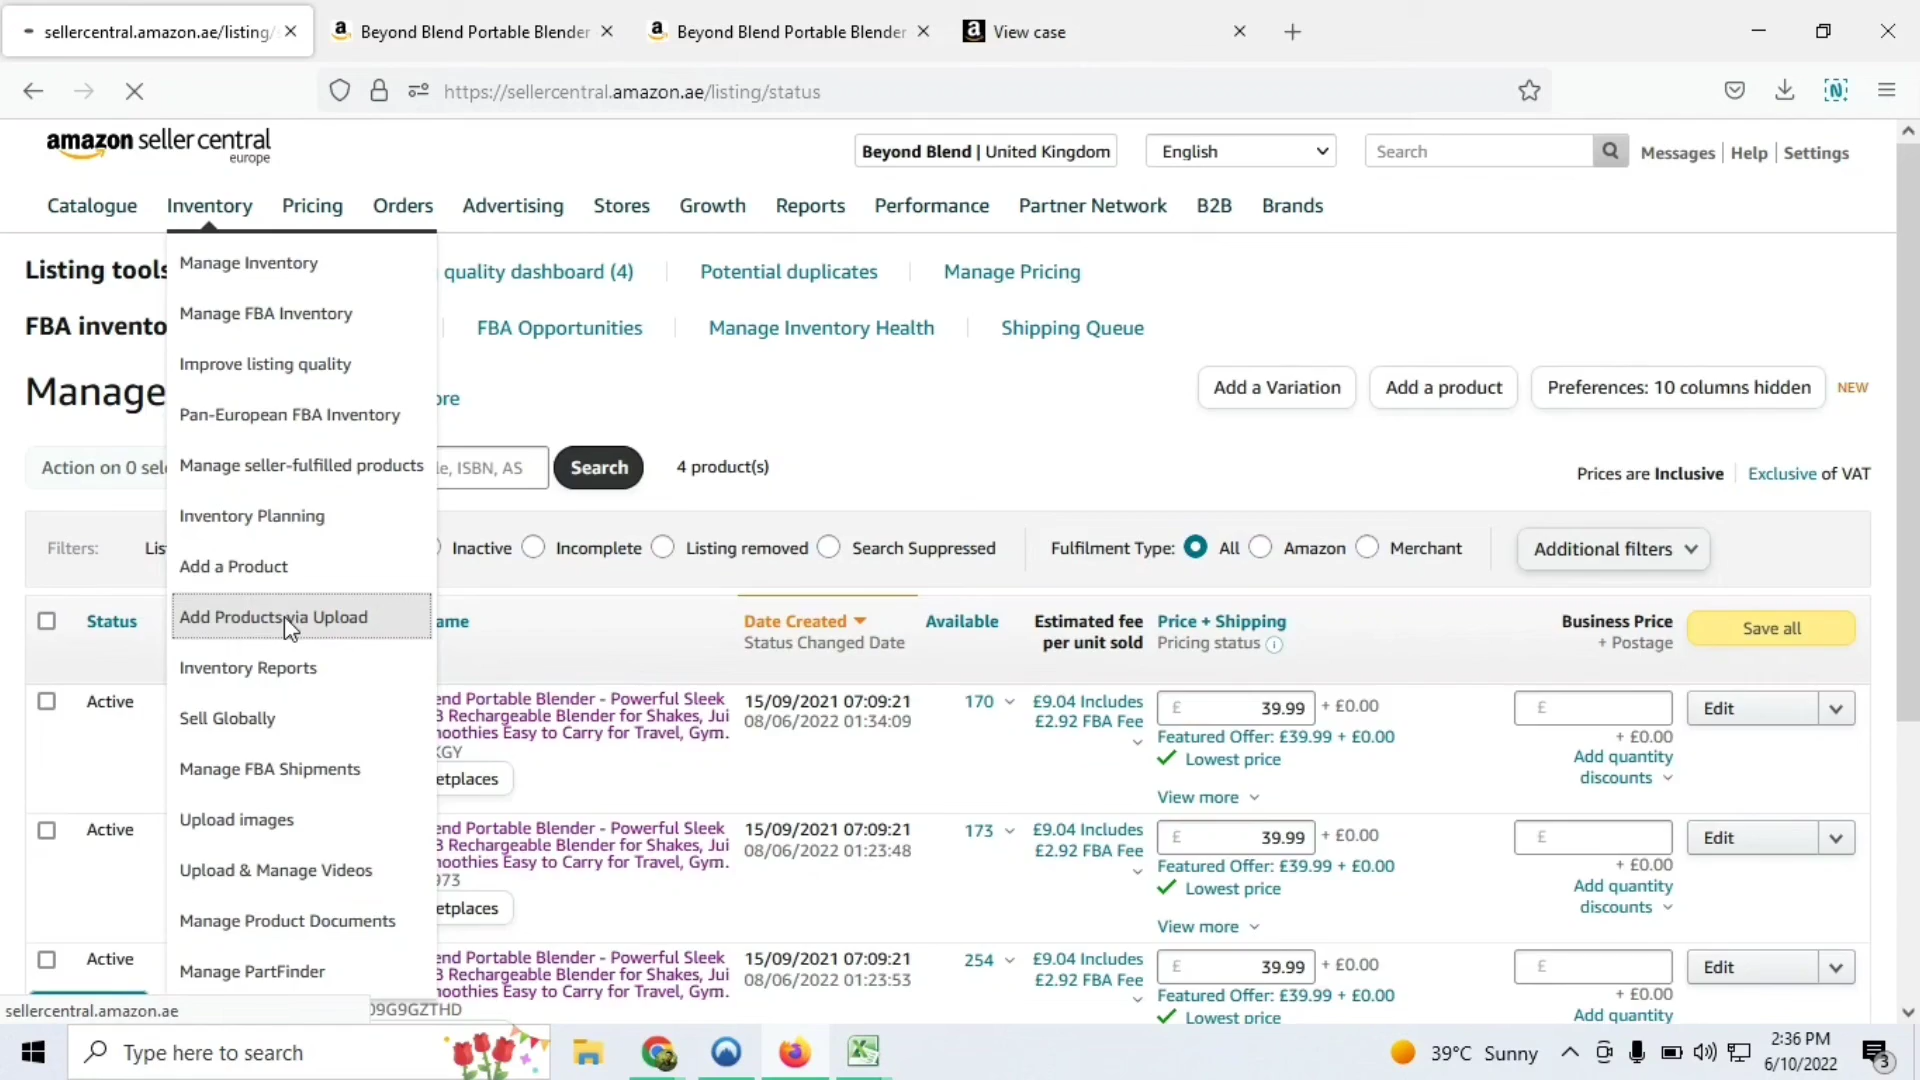 sellercentral.amazon.ae/listing/
Beyond Blend Portable Blender
Beyond Blend Portable Blender
View case
https://sellercentral.amazon.ae/listing/status
amazon seller central
europe
Beyond Blend | United Kingdom
English
Search
Messages
Help
Settings
Catalogue
Inventory
Pricing
Orders
Advertising
Stores
Growth
Reports
Performance
Partner Network
B2B
Brands
Listing tools
quality dashboard (4)
Potential duplicates
Manage Pricing
FBA invento
FBA Opportunities
Manage Inventory Health
Shipping Queue
Manage
ore
Add a Variation
Add a product
Preferences: 10 columns hidden
NEW
Manage Inventory
Manage FBA Inventory
Improve listing quality
Pan-European FBA Inventory
Manage seller-fulfilled products
Inventory Planning
Add a Product
Add Products via Upload
Inventory Reports
Sell Globally
Manage FBA Shipments
Upload images
Upload & Manage Videos
Manage Product Documents
Manage PartFinder
Action on 0 sele
le, ISBN, AS
Search
4 product(s)
Prices are Inclusive
Exclusive of VAT
Filters:
Lis
Inactive
Incomplete
Listing removed
Search Suppressed
Fulfilment Type:
All
Amazon
Merchant
Additional filters
Status
ame
Date Created
Status Changed Date
Available
Estimated fee
per unit sold
Price + Shipping
Pricing status
Business Price
+ Postage
Save all
Active
end Portable Blender - Powerful Sleek
B Rechargeable Blender for Shakes, Jui
moothies Easy to Carry for Travel, Gym.
KGY
etplaces
15/09/2021 07:09:21
08/06/2022 01:34:09
170
£9.04 Includes
£2.92 FBA Fee
£ 39.99 + £0.00
Featured Offer: £39.99 + £0.00
Lowest price
View more
£
+ £0.00
Add quantity
discounts
Edit
Active
end Portable Blender - Powerful Sleek
B Rechargeable Blender for Shakes, Jui
moothies Easy to Carry for Travel, Gym.
973
etplaces
15/09/2021 07:09:21
08/06/2022 01:23:48
173
£9.04 Includes
£2.92 FBA Fee
£ 39.99 + £0.00
Featured Offer: £39.99 + £0.00
Lowest price
View more
£
+ £0.00
Add quantity
discounts
Edit
Active
end Portable Blender - Powerful Sleek
B Rechargeable Blender for Shakes, Jui
moothies Easy to Carry for Travel, Gym.
09G9GZTHD
15/09/2021 07:09:21
08/06/2022 01:23:53
254
£9.04 Includes
£2.92 FBA Fee
£ 39.99 + £0.00
Featured Offer: £39.99 + £0.00
Lowest price
£
+ £0.00
Add quantity
Edit
sellercentral.amazon.ae
Type here to search
39°C Sunny
2:36 PM
6/10/2022
3